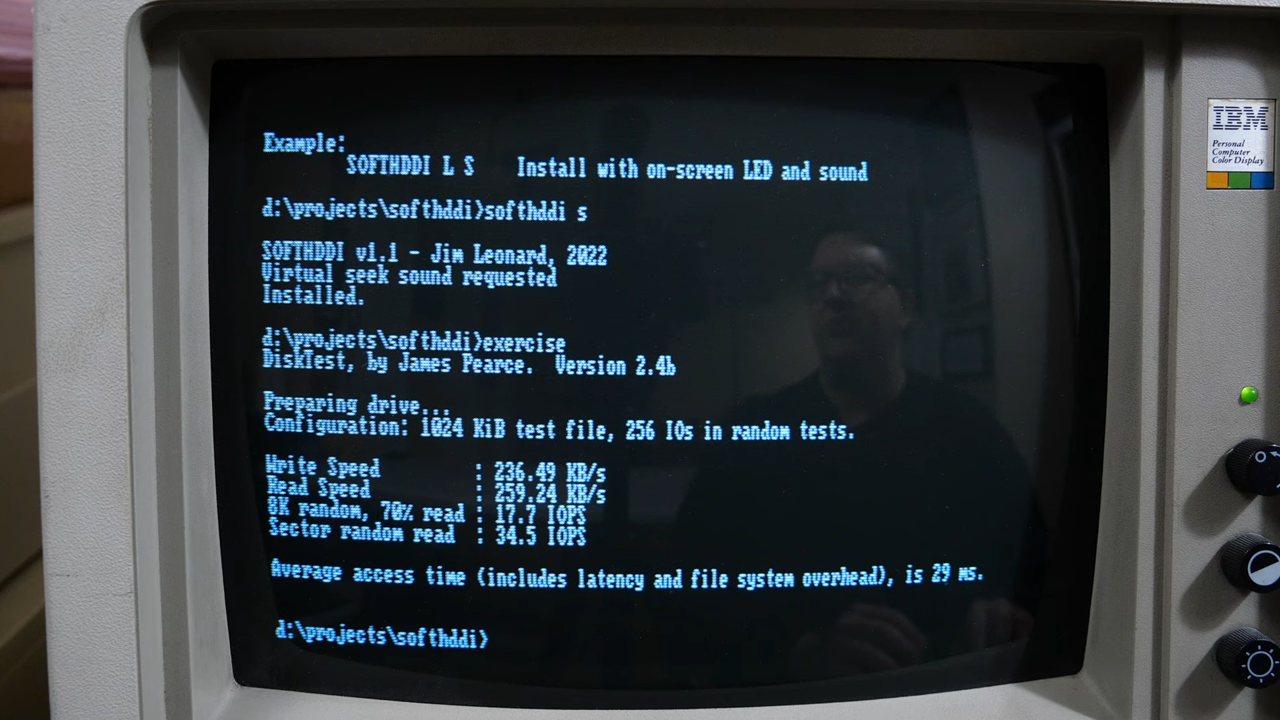 Example:
SOFTHDDI L S    Install with on-screen LED and sound
d:\projects\softhddi>softhddi s
SOFTHDDI v1.1 - Jim Leonard, 2022
Virtual seek sound requested
Installed.
d:\projects\softhddi>exercise
DiskTest, by James Pearce.  Version 2.4b
Preparing drive...
Configuration: 1024 KiB test file, 256 IOs in random tests.
Write Speed          : 236.49 KB/s
Read Speed           : 259.24 KB/s
8K random, 70% read : 17.7 IOPS
Sector random read  : 34.5 IOPS
Average access time (includes latency and file system overhead), is 29 ms.
d:\projects\softhddi>
IBM
Personal
Computer
Color Display